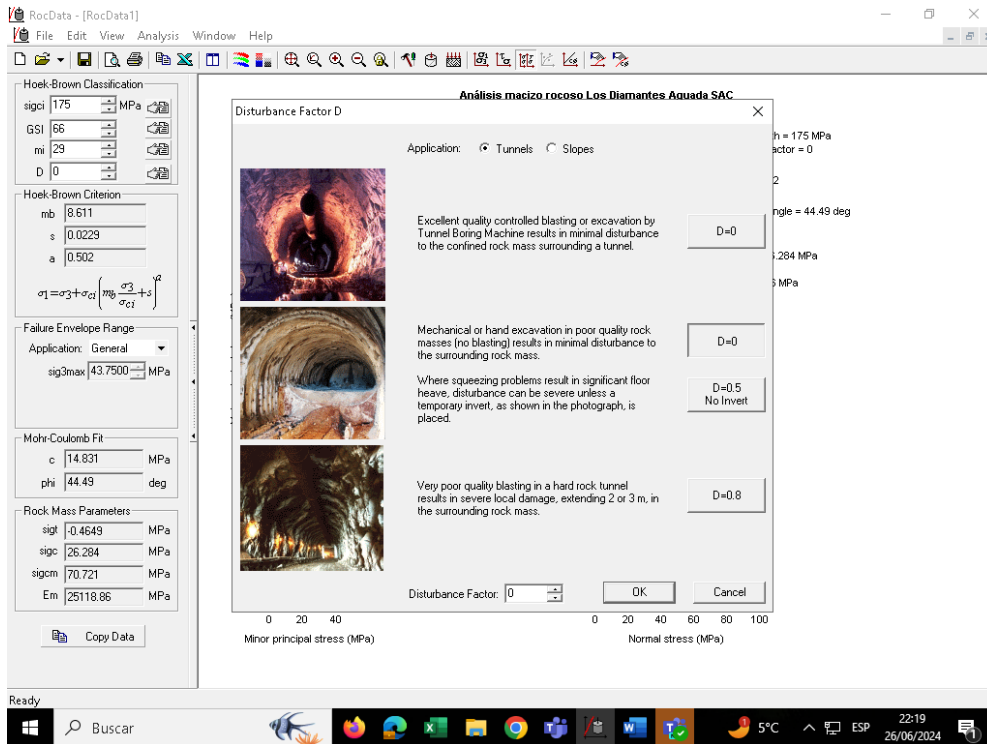 RocData - [RocData1]
File Edit View Analysis Window Help
Hoek-Brown Classification
sigci 175 MPa
GSI 66
mi 29
D 0
Hoek-Brown Criterion
mb 8.611
s 0.0229
a 0.502
σ1=σ3+σci(mb σ3/σci+s)^a
Failure Envelope Range
Application: General
sig3max 43.7500 MPa
Mohr-Coulomb Fit
c 14.831 MPa
phi 44.49 deg
Rock Mass Parameters
sigt -0.4649 MPa
sigc 26.284 MPa
sigcm 70.721 MPa
Em 25118.86 MPa
Copy Data
Análisis macizo rocoso Los Diamantes Aguada SAC
h = 175 MPa
actor = 0
2
ngle = 44.49 deg
.284 MPa
MPa
Disturbance Factor D
Application: Tunnels Slopes
Excellent quality controlled blasting or excavation by
Tunnel Boring Machine results in minimal disturbance
to the confined rock mass surrounding a tunnel.
D=0
Mechanical or hand excavation in poor quality rock
masses (no blasting) results in minimal disturbance to
the surrounding rock mass.
D=0
Where squeezing problems result in significant floor
heave, disturbance can be severe unless a
temporary invert, as shown in the photograph, is
placed.
D=0.5
No Invert
Very poor quality blasting in a hard rock tunnel
results in severe local damage, extending 2 or 3 m, in
the surrounding rock mass.
D=0.8
Disturbance Factor: 0 OK Cancel
0 20 40
Minor principal stress (MPa)
0 20 40 60 80 100
Normal stress (MPa)
Ready
Buscar
5°C ESP 22:19
26/06/2024